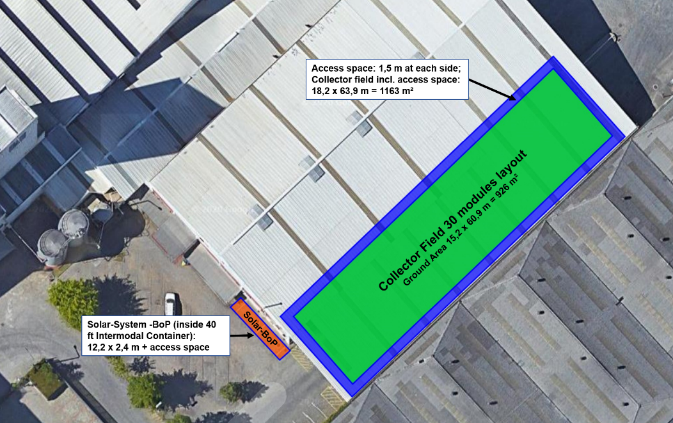 Access space: 1,5 m at each side;
Collector field incl. access space:
18,2 x 63,9 m = 1163 m²
Collector Field 30 modules layout
Ground Area 15,2 x 60,9 m = 926 m²
Solar-BoP
Solar-System -BoP (inside 40
ft Intermodal Container):
12,2 x 2,4 m + access space